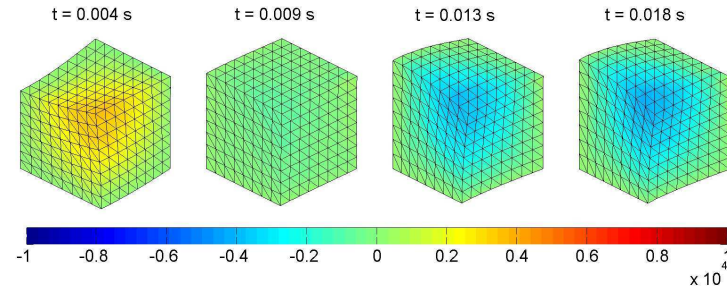 t = 0.004 s t = 0.009 s t = 0.013 s t = 0.018 s
-1 -0.8 -0.6 -0.4 -0.2 0 0.2 0.4 0.6 0.8
4
x 10